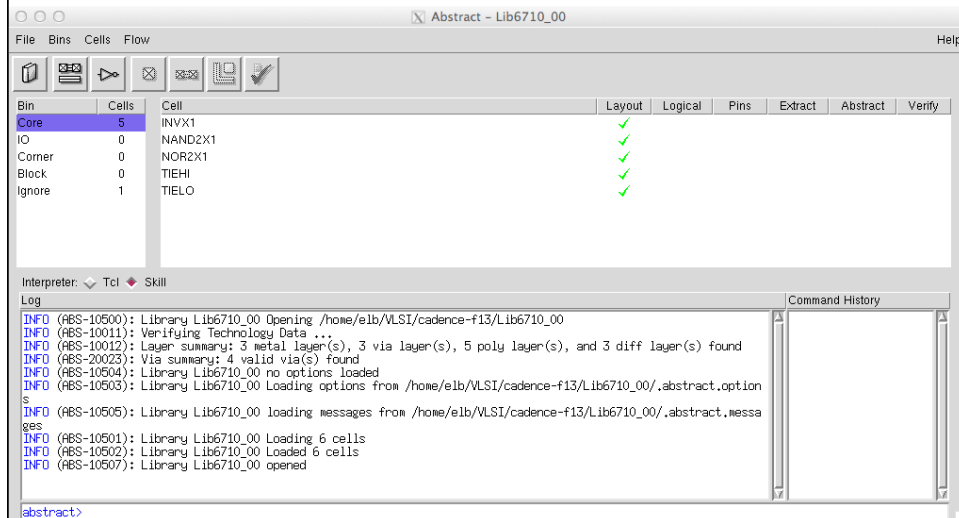 Abstract - Lib6710_00
File Bins Cells Flow Help
Bin Cells Cell Layout Logical Pins Extract Abstract Verify
Core 5 INVX1
IO 0 NAND2X1
Corner 0 NOR2X1
Block 0 TIEHI
Ignore 1 TIELO
Interpreter: Tcl Skill
Log Command History
INFO (ABS-10500): Library Lib6710_00 Opening /home/elb/VLSI/cadence-f13/Lib6710_00
INFO (ABS-10011): Verifying Technology Data ...
INFO (ABS-10012): Layer summary: 3 metal layer(s), 3 via layer(s), 5 poly layer(s), and 3 diff layer(s) found
INFO (ABS-20023): Via summary: 4 valid via(s) found
INFO (ABS-10504): Library Lib6710_00 no options loaded
INFO (ABS-10503): Library Lib6710_00 Loading options from /home/elb/VLSI/cadence-f13/Lib6710_00/.abstract.option
s
INFO (ABS-10505): Library Lib6710_00 loading messages from /home/elb/VLSI/cadence-f13/Lib6710_00/.abstract.messa
ges
INFO (ABS-10501): Library Lib6710_00 Loading 6 cells
INFO (ABS-10502): Library Lib6710_00 Loaded 6 cells
INFO (ABS-10507): Library Lib6710_00 opened
abstract>